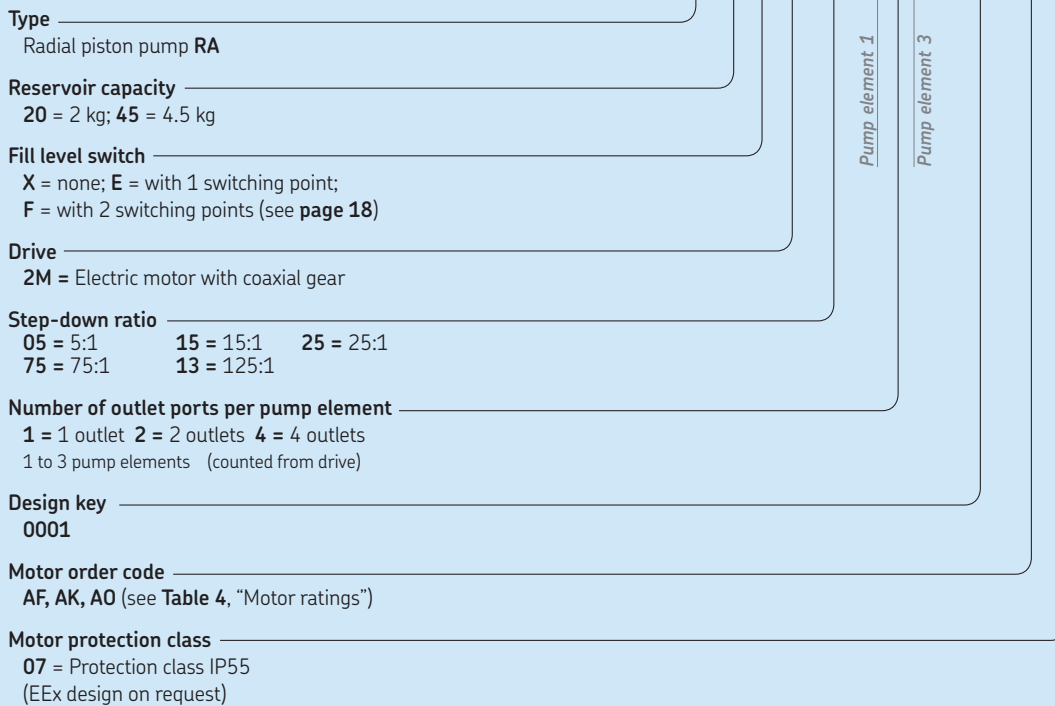 Type
Radial piston pump RA
Reservoir capacity
20 = 2 kg; 45 = 4.5 kg
Fill level switch
X = none; E = with 1 switching point;
F = with 2 switching points (see page 18)
Drive
2M = Electric motor with coaxial gear
Step-down ratio
05 = 5:1 15 = 15:1 25 = 25:1
75 = 75:1 13 = 125:1
Number of outlet ports per pump element
1 = 1 outlet 2 = 2 outlets 4 = 4 outlets
1 to 3 pump elements (counted from drive)
Design key
0001
Motor order code
AF, AK, AO (see Table 4, “Motor ratings”)
Motor protection class
07 = Protection class IP55
(EEx design on request)
Pump element 1
Pump element 3